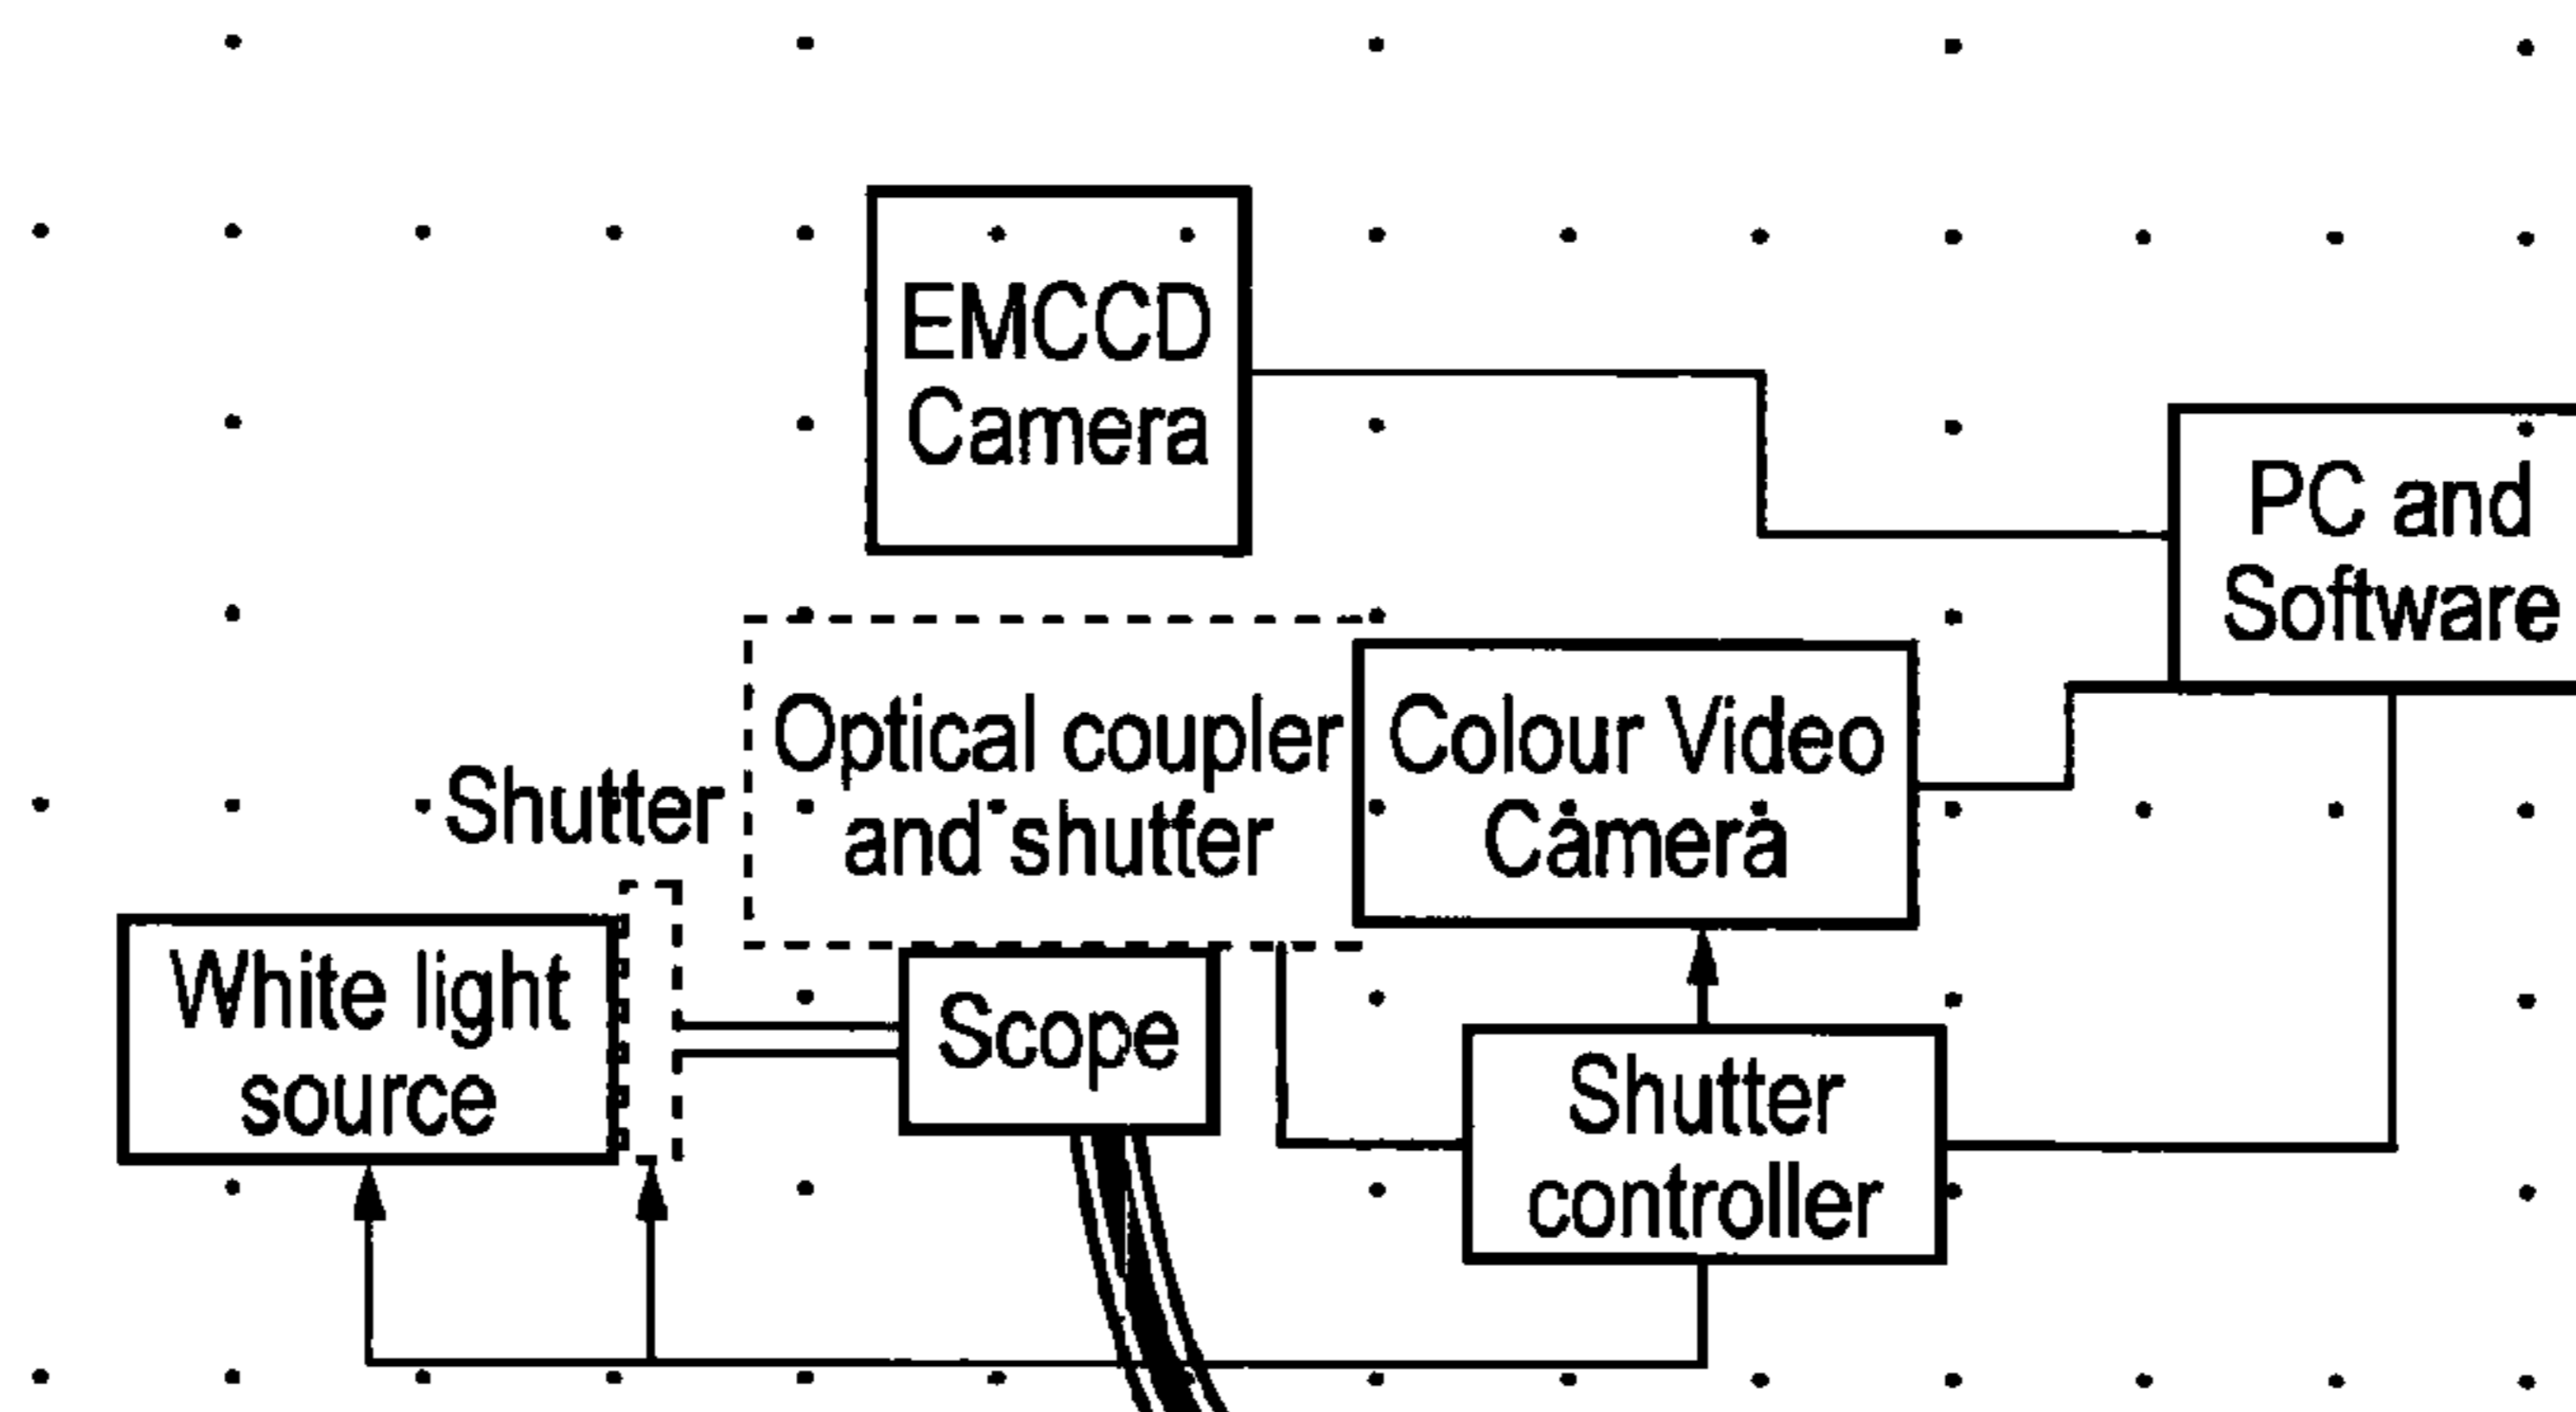 EMCCD
Camera
PC and
Software
Optical coupler
and shutter
Colour Video
Camera
Shutter
White light
source
Scope
Shutter
controller